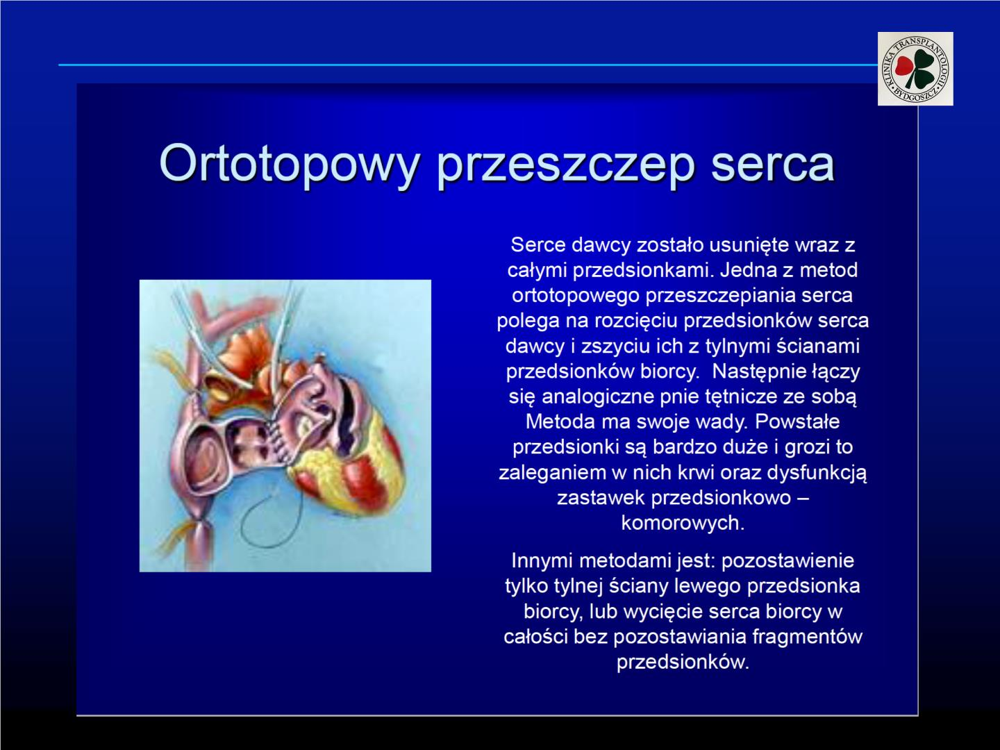 KLINIKA TRANSPLANTOLOGII
• BYDGOSZCZ •
Ortotopowy przeszczep serca
Serce dawcy zostało usunięte wraz z
całymi przedsionkami. Jedna z metod
ortotopowego przeszczepiania serca
polega na rozcięciu przedsionków serca
dawcy i zszyciu ich z tylnymi ścianami
przedsionków biorcy.  Następnie łączy
się analogiczne pnie tętnicze ze sobą
Metoda ma swoje wady. Powstałe
przedsionki są bardzo duże i grozi to
zaleganiem w nich krwi oraz dysfunkcją
zastawek przedsionkowo –
komorowych.
Innymi metodami jest: pozostawienie
tylko tylnej ściany lewego przedsionka
biorcy, lub wycięcie serca biorcy w
całości bez pozostawiania fragmentów
przedsionków.